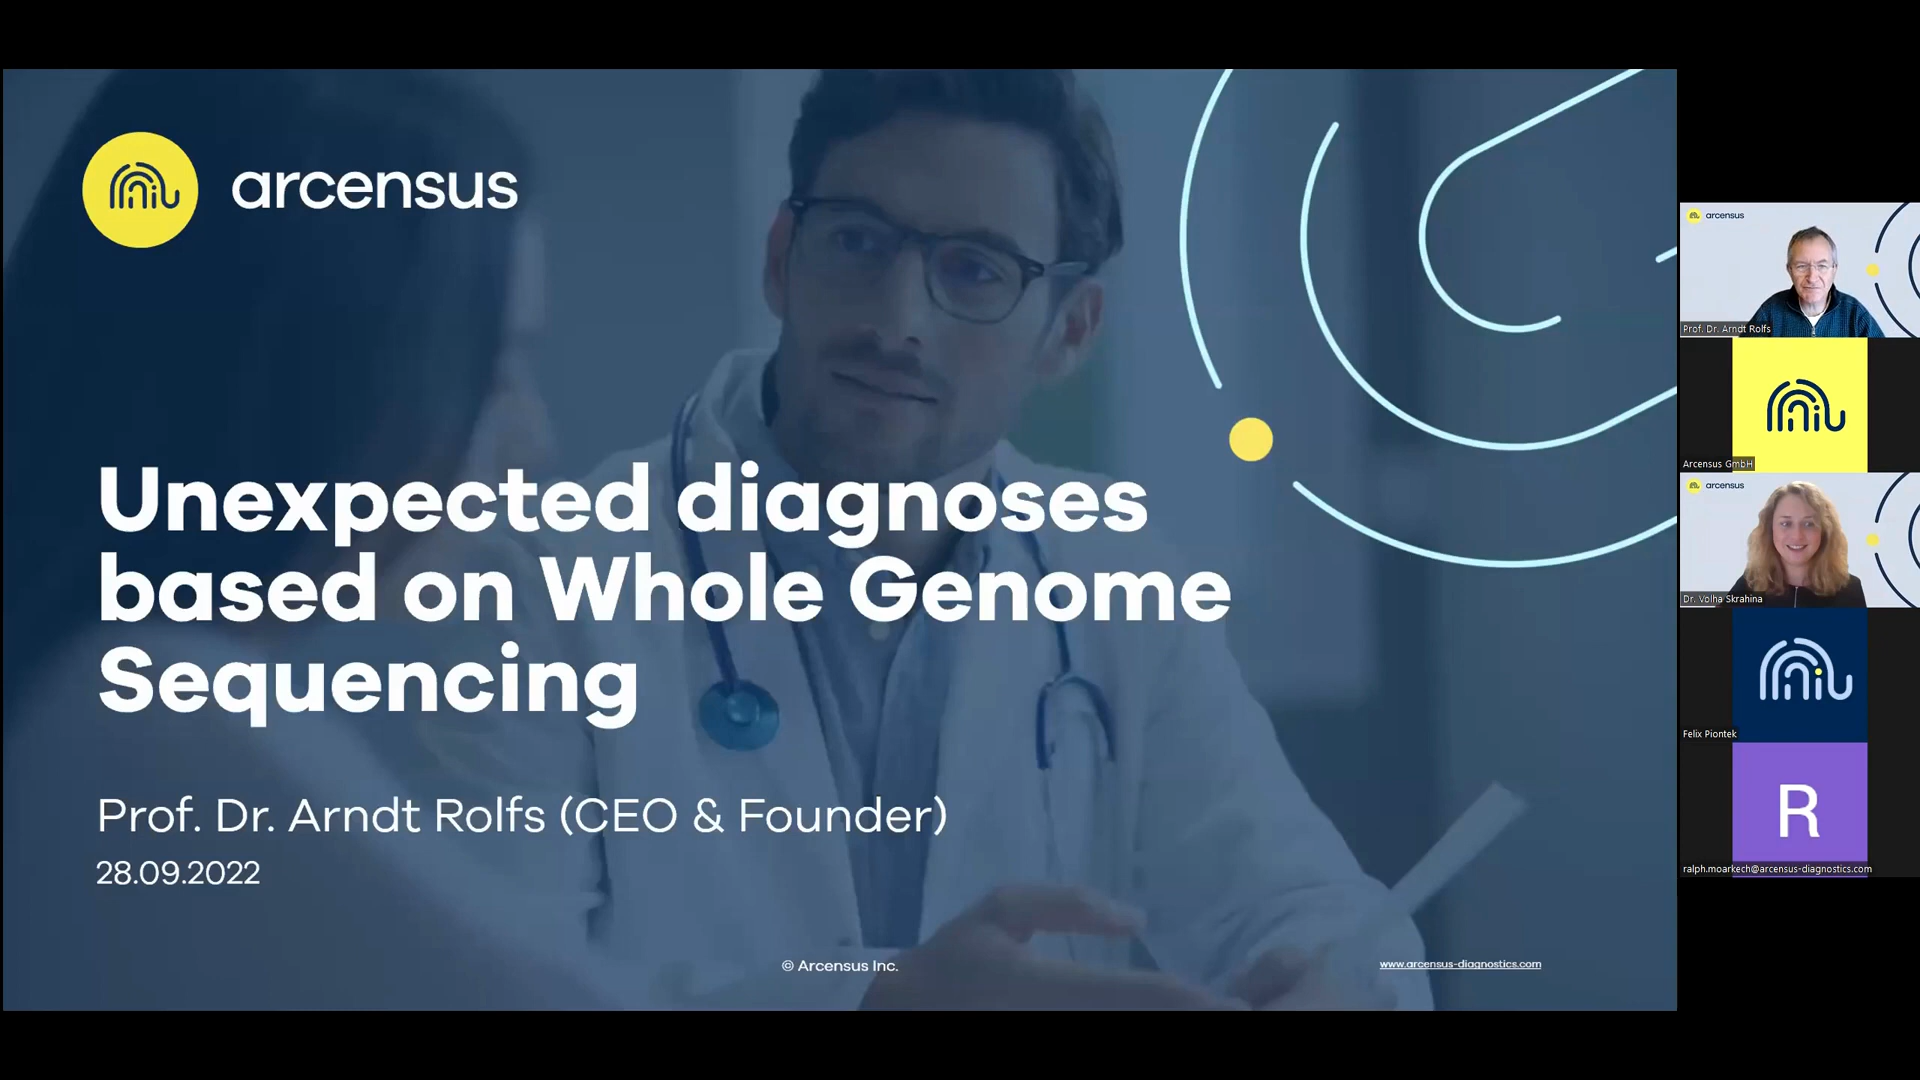 arcensus
Unexpected diagnoses
based on Whole Genome
Sequencing
Prof. Dr. Arndt Rolfs (CEO & Founder)
28.09.2022
© Arcensus Inc.
www.arcensus-diagnostics.com
arcensus
Prof. Dr. Arndt Rolfs
Arcensus GmbH
arcensus
Dr. Volha Skrahina
Felix Piontek
R
ralph.moarkech@arcensus-diagnostics.com